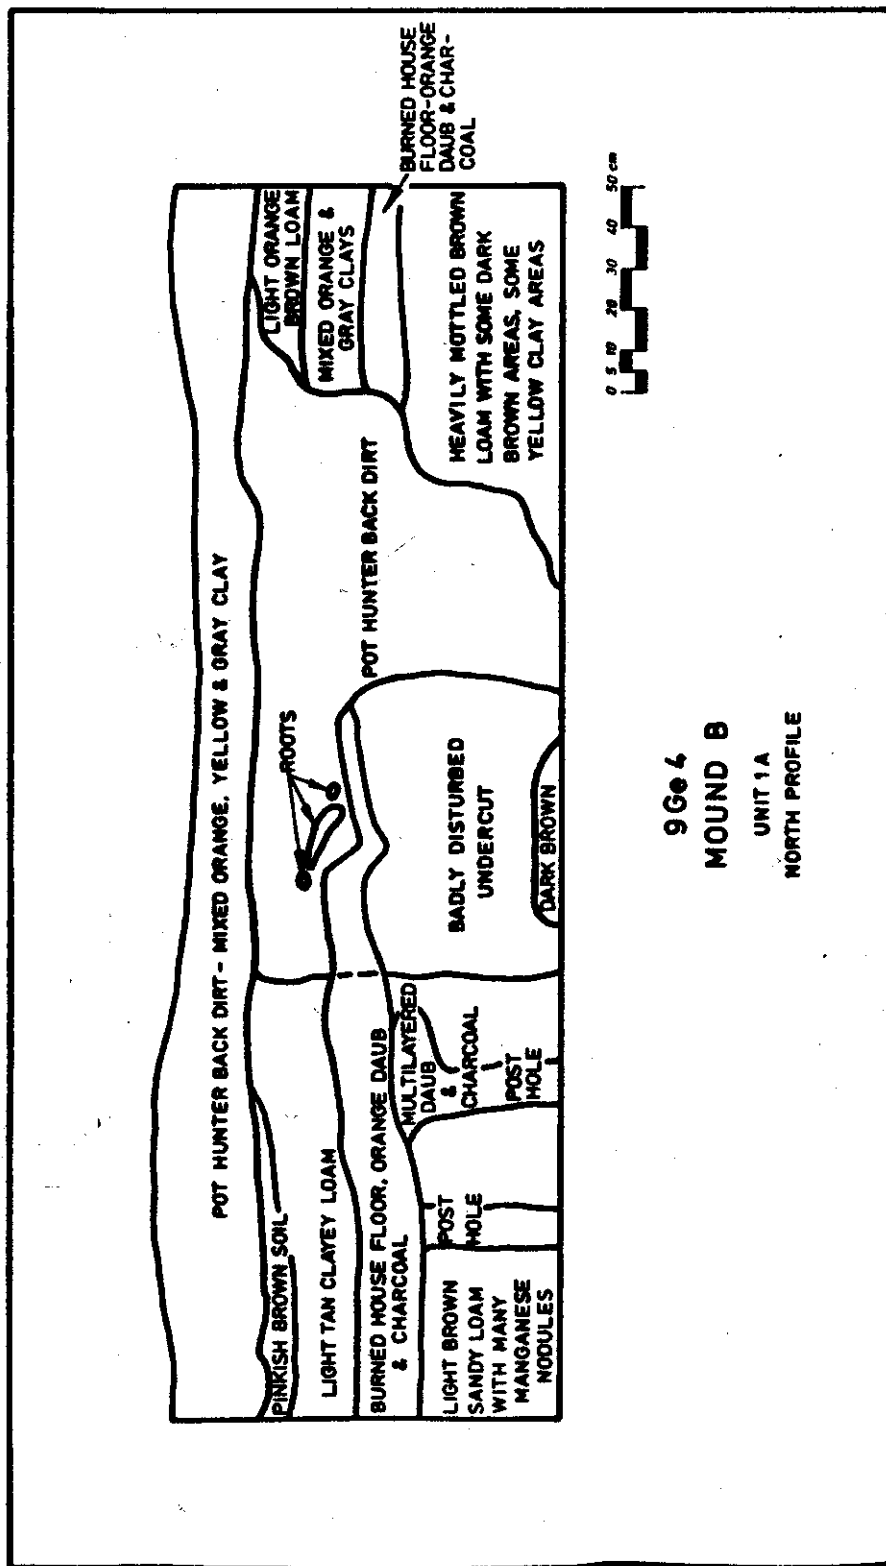 POT HUNTER BACK DIRT- MIXED ORANGE, YELLOW & GRAY CLAY
PINKISH BROWN SOIL
LIGHT TAN CLAYEY LOAM
BURNED HOUSE FLOOR, ORANGE DAUB
& CHARCOAL
LIGHT BROWN
SANDY LOAM
WITH MANY
MANGANESE
NODULES
POST
HOLE
MULTILAYERED
DAUB
&
CHARCOAL
POST
HOLE
ROOTS
BADLY DISTURBED
UNDERCUT
DARK BROWN
POT HUNTER BACK DIRT
LIGHT ORANGE
BROWN LOAM
MIXED ORANGE &
GRAY CLAYS
BURNED HOUSE
FLOOR-ORANGE
DAUB & CHAR-
COAL
HEAVILY MOTTLED BROWN
LOAM WITH SOME DARK
BROWN AREAS, SOME
YELLOW CLAY AREAS
0 5 10 20 30 40 50 cm
9Ge4
MOUND B
UNIT 1 A
NORTH PROFILE